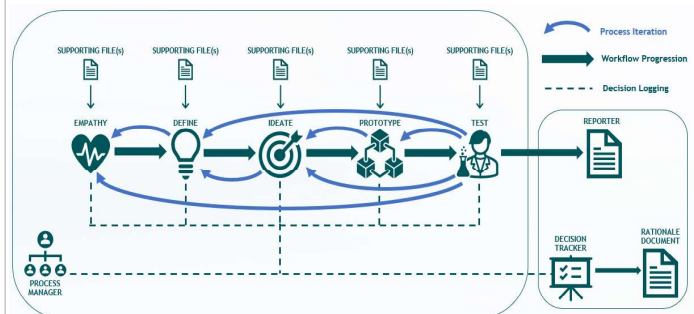 Process Iteration
SUPPORTING FILE(s) SUPPORTING FILE(s) SUPPORTING FILE(s) SUPPORTING FILE(s) SUPPORTING FILE(s)
Workflow Progression
Decision Logging
EMPATHY DEFINE IDEATE PROTOTYPE TEST REPORTER
DECISION
TRACKER
RATIONALE
DOCUMENT
PROCESS
MANAGER